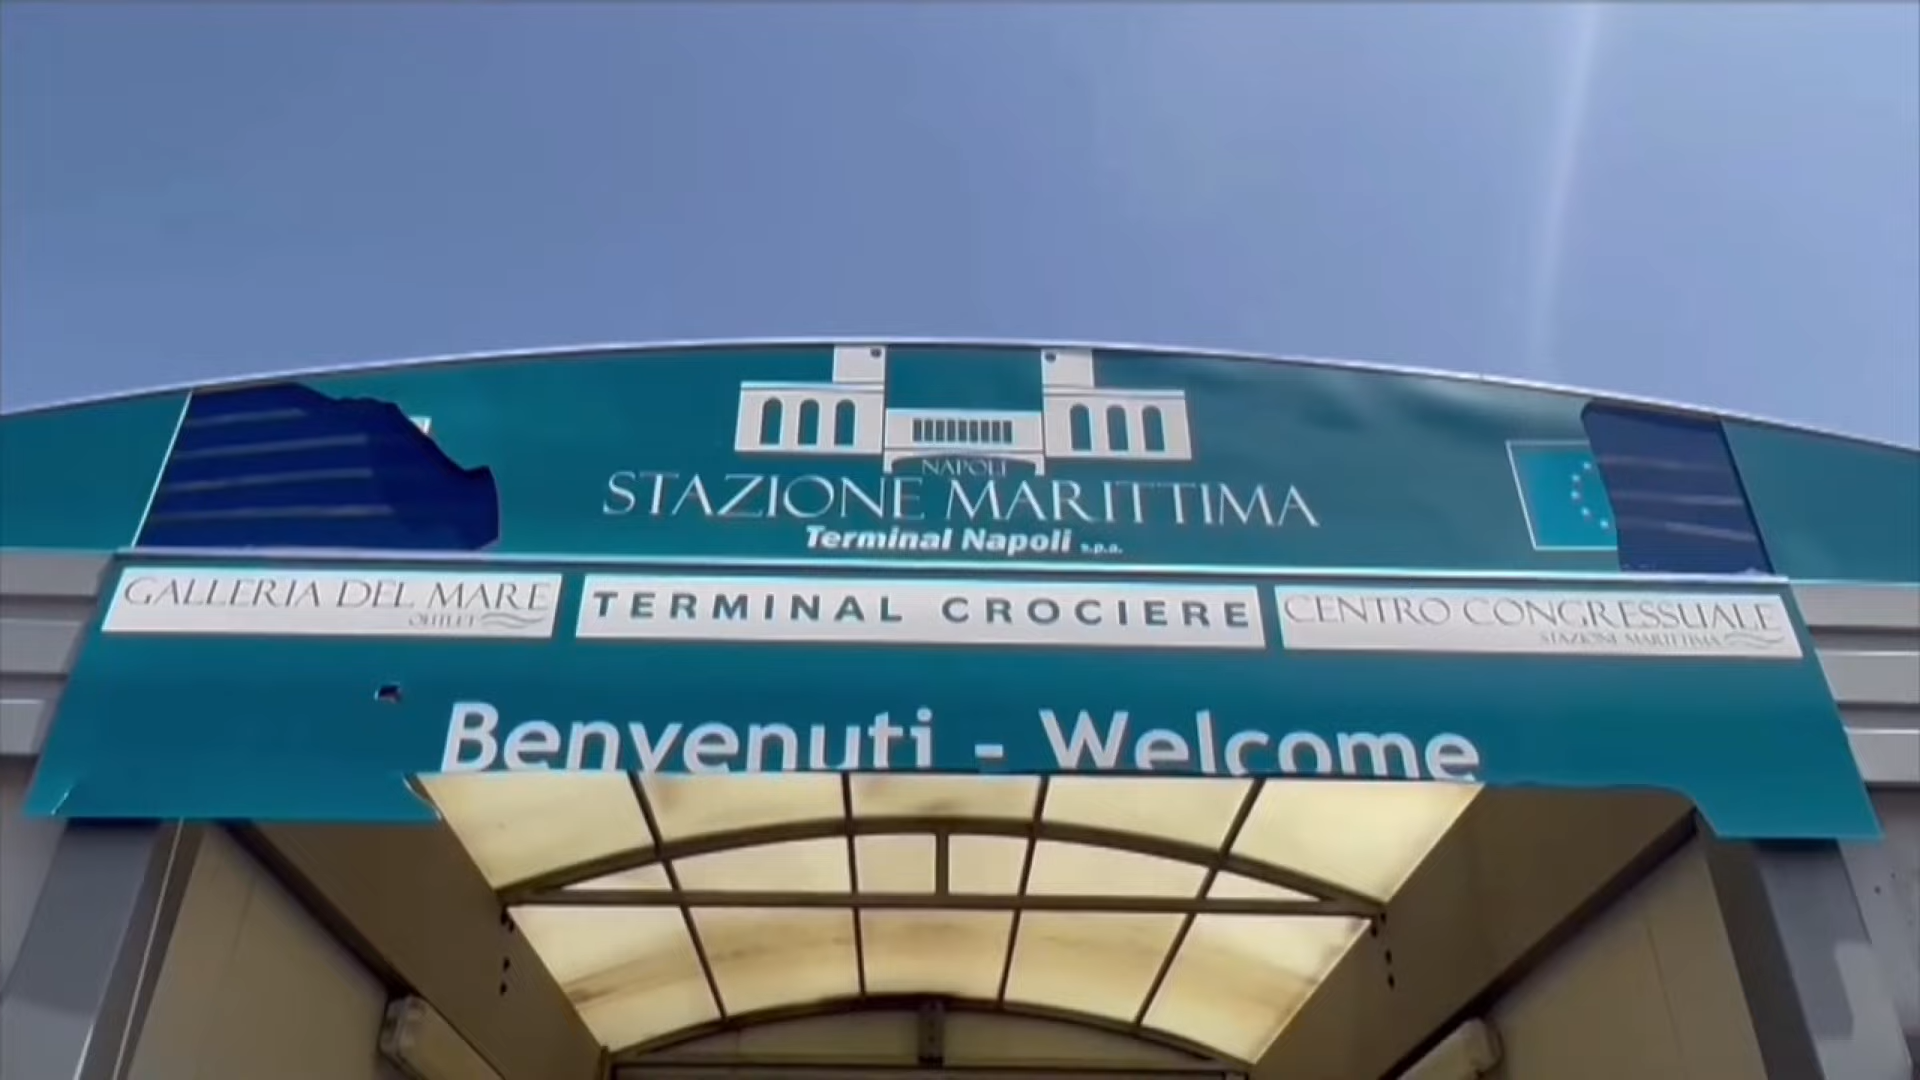 NAPOLI
STAZIONE MARITTIMA
Terminal Napoli s.p.a.
GALLERIA DEL MARE
OUTLET
TERMINAL CROCIERE
CENTRO CONGRESSUALE
STAZIONE MARITTIMA
Benvenuti - Welcome